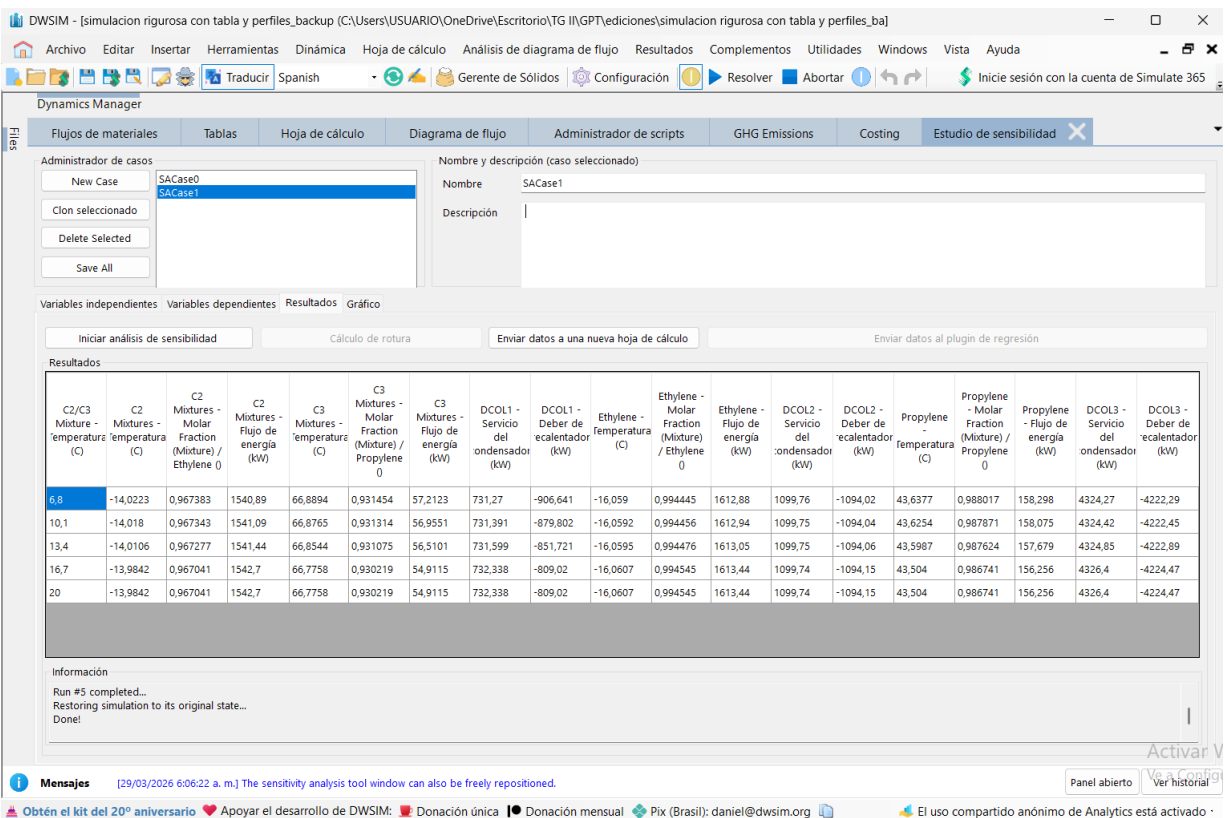 DWSIM - [simulacion rigurosa con tabla y perfiles_backup (C:\Users\USUARIO\OneDrive\Escritorio\TG II\GPT\ediciones\simulacion rigurosa con tabla y perfiles_ba]
Archivo Editar Insertar Herramientas Dinámica Hoja de cálculo Análisis de diagrama de flujo Resultados Complementos Utilidades Windows Vista Ayuda
Traducir Spanish Gerente de Sólidos Configuración Resolver Abortar Inicie sesión con la cuenta de Simulate 365
Dynamics Manager
Files
Flujos de materiales Tablas Hoja de cálculo Diagrama de flujo Administrador de scripts GHG Emissions Costing Estudio de sensibilidad
Administrador de casos
New Case
Clon seleccionado
Delete Selected
Save All
SACase0
SACase1
Nombre y descripción (caso seleccionado)
Nombre SACase1
Descripción
Variables independientes Variables dependientes Resultados Gráfico
Iniciar análisis de sensibilidad Cálculo de rotura Enviar datos a una nueva hoja de cálculo Enviar datos al plugin de regresión
Resultados
C2/C3 Mixture - Temperatura (C) C2 Mixtures - Temperatura (C) C2 Mixtures - Molar Fraction (Mixture) / Ethylene () C2 Mixtures - Flujo de energía (kW) C3 Mixtures - Temperatura (C) C3 Mixtures - Molar Fraction (Mixture) / Propylene () C3 Mixtures - Flujo de energía (kW) DCOL1 - Servicio del condensador (kW) DCOL1 - Deber de recalentador (kW) Ethylene - Temperatura (C) Ethylene - Molar Fraction (Mixture) / Ethylene () Ethylene - Flujo de energía (kW) DCOL2 - Servicio del condensador (kW) DCOL2 - Deber de recalentador (kW) Propylene - Temperatura (C) Propylene - Molar Fraction (Mixture) / Propylene () Propylene - Flujo de energía (kW) DCOL3 - Servicio del condensador (kW) DCOL3 - Deber de recalentador (kW)
6,8 -14,0223 0,967383 1540,89 66,8894 0,931454 57,2123 731,27 -906,641 -16,059 0,994445 1612,88 1099,76 -1094,02 43,6377 0,988017 158,298 4324,27 -4222,29
10,1 -14,018 0,967343 1541,09 66,8765 0,931314 56,9551 731,391 -879,802 -16,0592 0,994456 1612,94 1099,75 -1094,04 43,6254 0,987871 158,075 4324,42 -4222,45
13,4 -14,0106 0,967277 1541,44 66,8544 0,931075 56,5101 731,599 -851,721 -16,0595 0,994476 1613,05 1099,75 -1094,06 43,5987 0,987624 157,679 4324,85 -4222,89
16,7 -13,9842 0,967041 1542,7 66,7758 0,930219 54,9115 732,338 -809,02 -16,0607 0,994545 1613,44 1099,74 -1094,15 43,504 0,986741 156,256 4326,4 -4224,47
20 -13,9842 0,967041 1542,7 66,7758 0,930219 54,9115 732,338 -809,02 -16,0607 0,994545 1613,44 1099,74 -1094,15 43,504 0,986741 156,256 4326,4 -4224,47
Información
Run #5 completed...
Restoring simulation to its original state...
Done!
Activar
Mensajes [29/03/2026 6:06:22 a. m.] The sensitivity analysis tool window can also be freely repositioned. Panel abierto Ver historial
Obtén el kit del 20º aniversario Apoyar el desarrollo de DWSIM: Donación única Donación mensual Pix (Brasil): daniel@dwsim.org El uso compartido anónimo de Analytics está activado